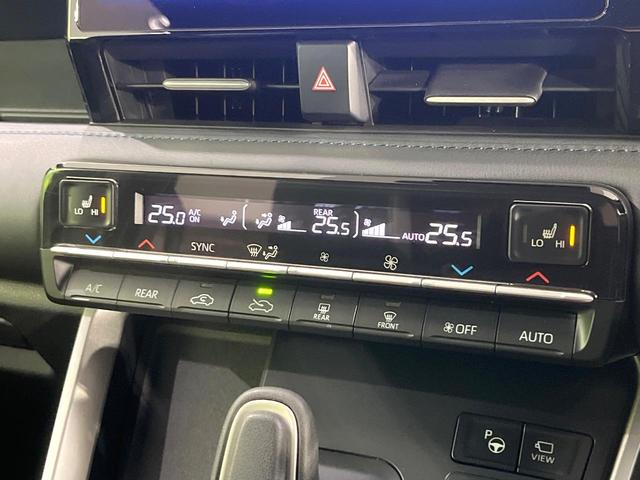 LO HI
25.0 A/C ON
REAR 25.5
AUTO 25.5
LO HI
SYNC
A/C
REAR
REAR
FRONT
OFF
AUTO
P
VIEW